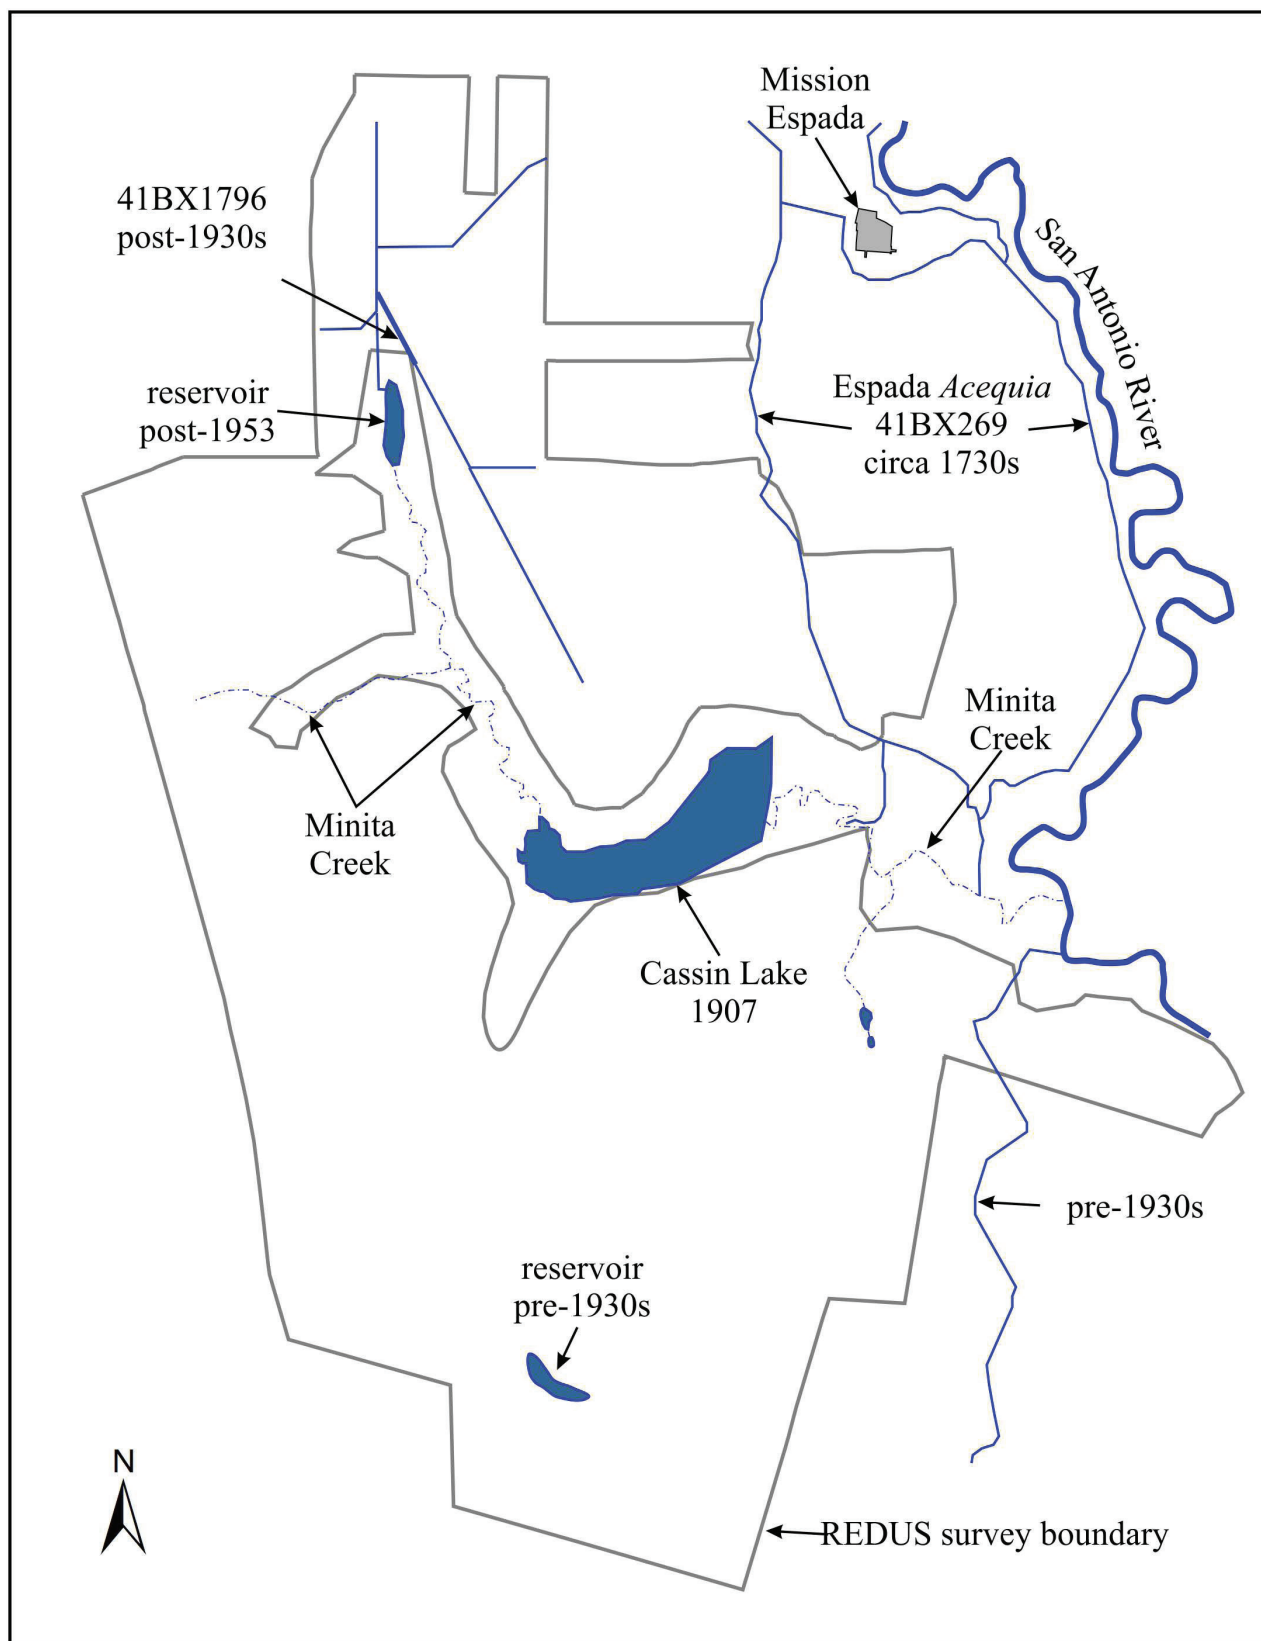 Mission
Espada
41BX1796
post-1930s
San Antonio River
reservoir
post-1953
Espada Acequia
41BX269
circa 1730s
Minita
Creek
Minita
Creek
Cassin Lake
1907
pre-1930s
reservoir
pre-1930s
N
REDUS survey boundary